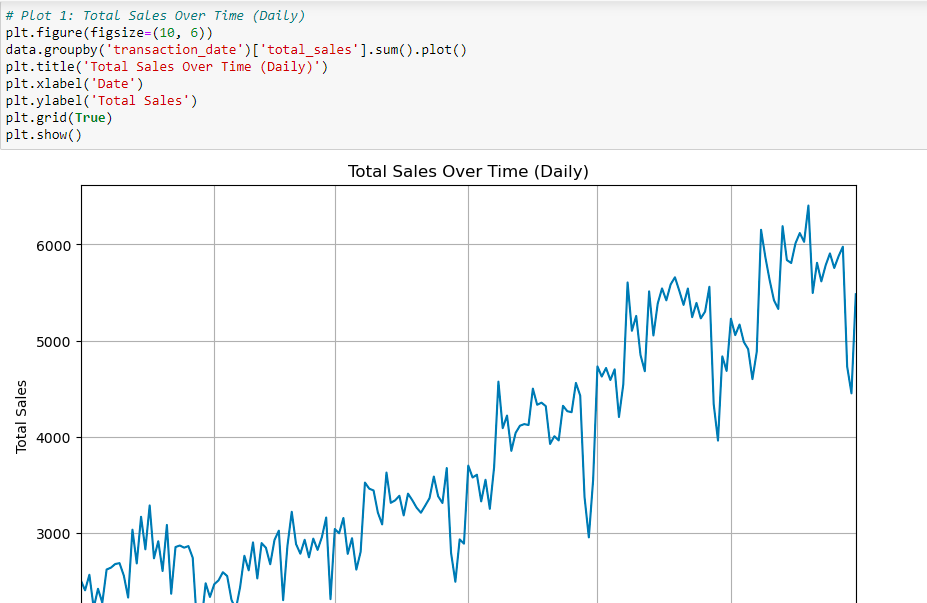 # Plot 1: Total Sales Over Time (Daily)
plt.figure(figsize=(10, 6))
data.groupby('transaction_date')['total_sales'].sum().plot()
plt.title('Total Sales Over Time (Daily)')
plt.xlabel('Date')
plt.ylabel('Total Sales')
plt.grid(True)
plt.show()
Total Sales Over Time (Daily)
6000
5000
4000
3000
Total Sales